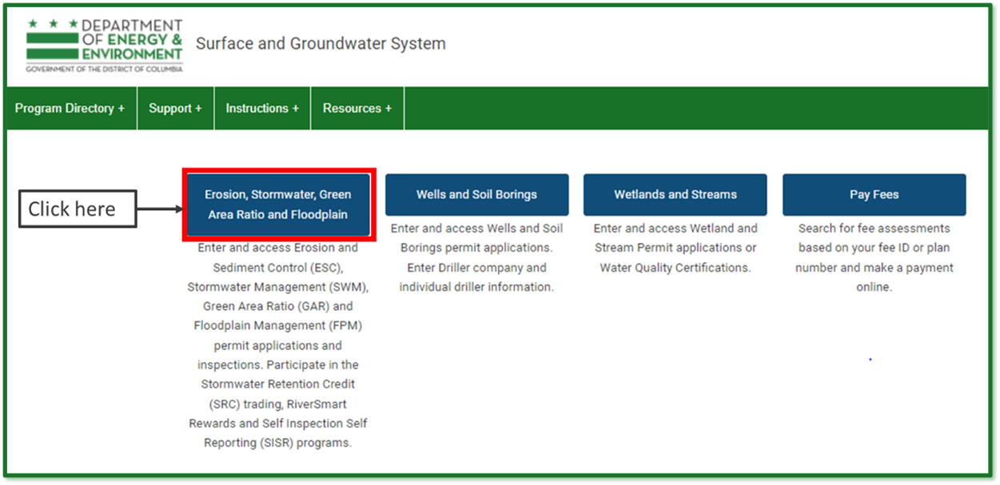 DEPARTMENT
OF ENERGY &
ENVIRONMENT
GOVERNMENT OF THE DISTRICT OF COLUMBIA
Surface and Groundwater System
Program Directory +
Support +
Instructions +
Resources +
Click here
Erosion, Stormwater, Green
Area Ratio and Floodplain
Enter and access Erosion and
Sediment Control (ESC),
Stormwater Management (SWM),
Green Area Ratio (GAR) and
Floodplain Management (FPM)
permit applications and
inspections. Participate in the
Stormwater Retention Credit
(SRC) trading, RiverSmart
Rewards and Self Inspection Self
Reporting (SISR) programs.
Wells and Soil Borings
Enter and access Wells and Soil
Borings permit applications.
Enter Driller company and
individual driller information.
Wetlands and Streams
Enter and access Wetland and
Stream Permit applications or
Water Quality Certifications.
Pay Fees
Search for fee assessments
based on your fee ID or plan
number and make a payment
online.